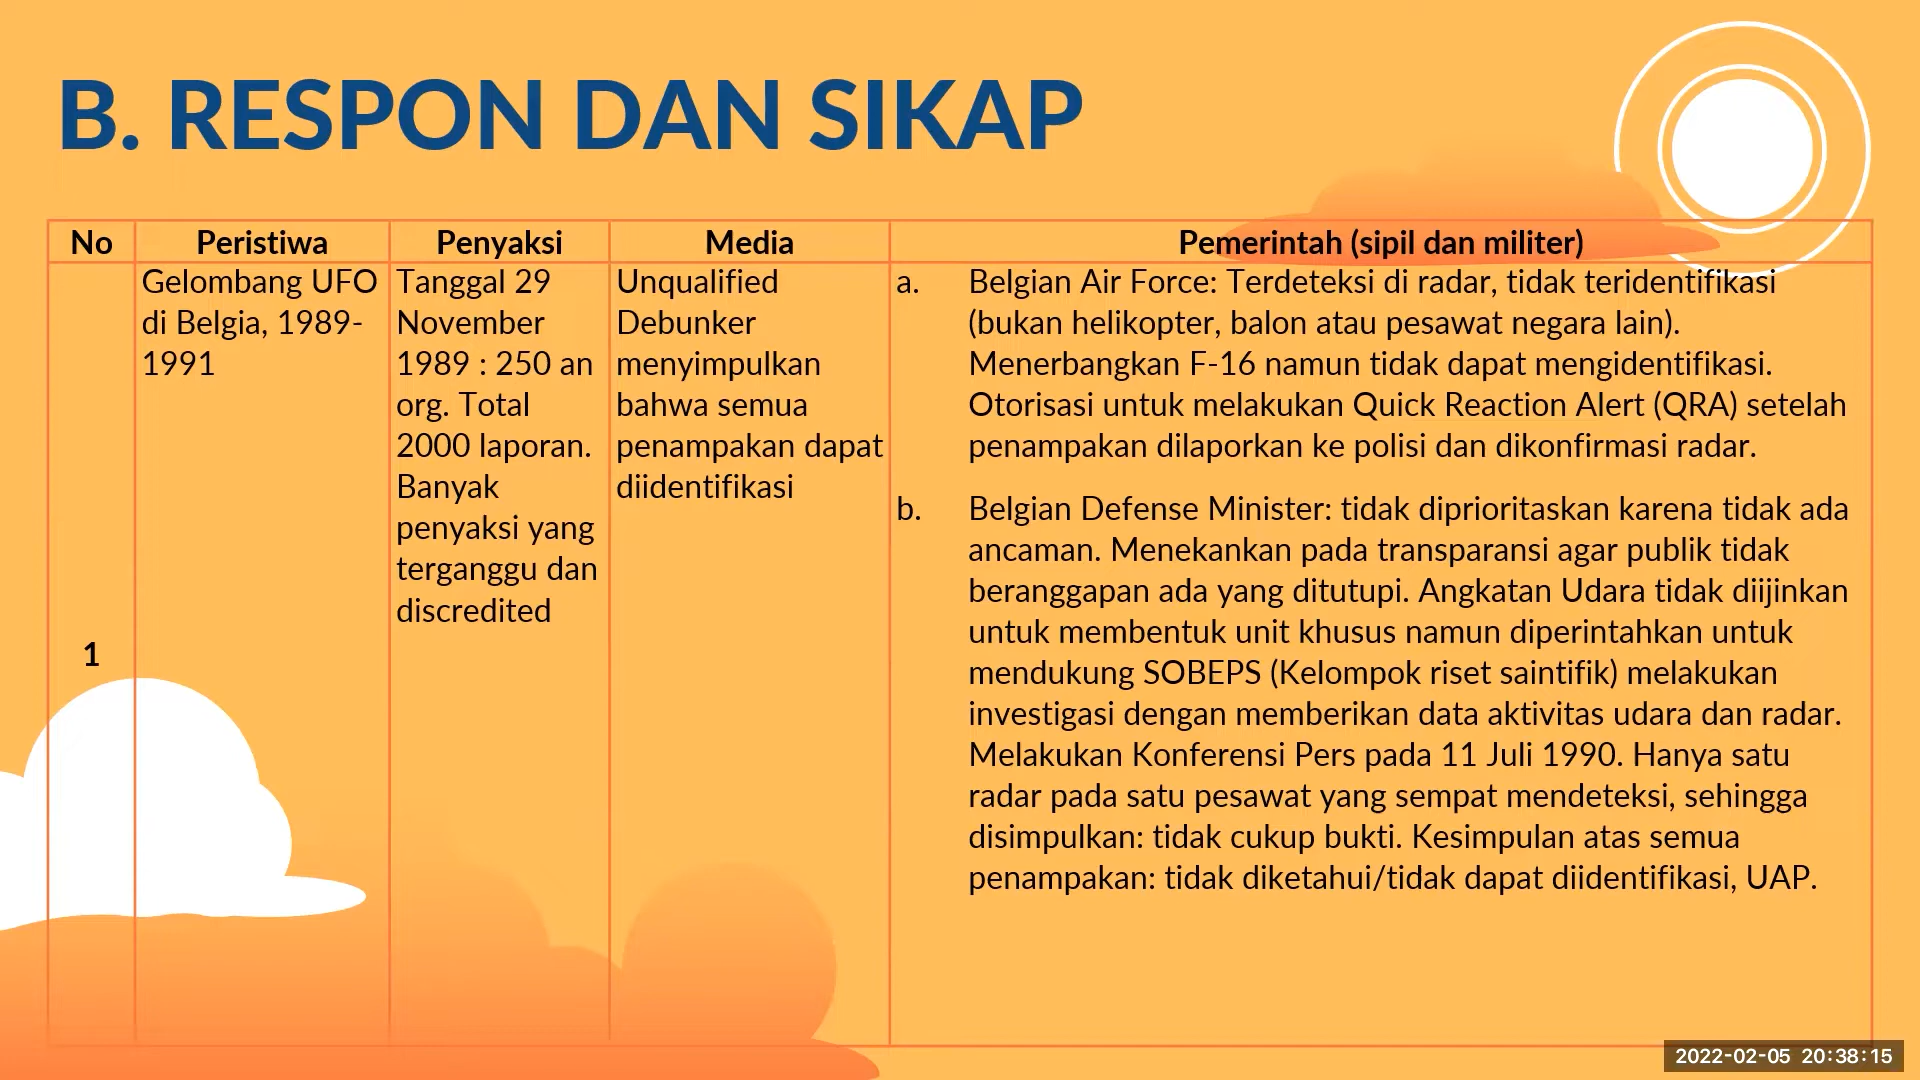 B. RESPON DAN SIKAP
No
Peristiwa
Penyaksi
Media
Pemerintah (sipil dan militer)
1
Gelombang UFO
di Belgia, 1989-
1991
Tanggal 29
November
1989 : 250 an
org. Total
2000 laporan.
Banyak
penyaksi yang
terganggu dan
discredited
Unqualified
Debunker
menyimpulkan
bahwa semua
penampakan dapat
diidentifikasi
a. Belgian Air Force: Terdeteksi di radar, tidak teridentifikasi
(bukan helikopter, balon atau pesawat negara lain).
Menerbangkan F-16 namun tidak dapat mengidentifikasi.
Otorisasi untuk melakukan Quick Reaction Alert (QRA) setelah
penampakan dilaporkan ke polisi dan dikonfirmasi radar.
b. Belgian Defense Minister: tidak diprioritaskan karena tidak ada
ancaman. Menekankan pada transparansi agar publik tidak
beranggapan ada yang ditutupi. Angkatan Udara tidak diijinkan
untuk membentuk unit khusus namun diperintahkan untuk
mendukung SOBEPS (Kelompok riset saintifik) melakukan
investigasi dengan memberikan data aktivitas udara dan radar.
Melakukan Konferensi Pers pada 11 Juli 1990. Hanya satu
radar pada satu pesawat yang sempat mendeteksi, sehingga
disimpulkan: tidak cukup bukti. Kesimpulan atas semua
penampakan: tidak diketahui/tidak dapat diidentifikasi, UAP.
2022-02-05 20:38:15